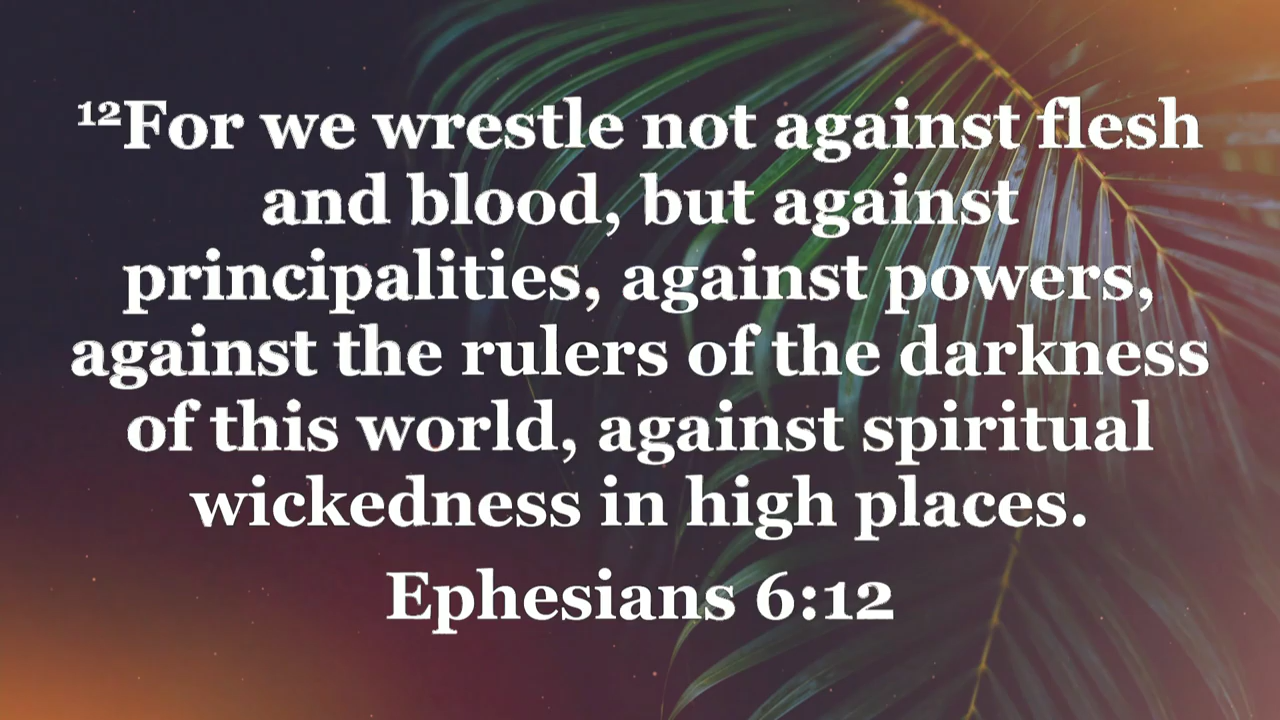 ¹²For we wrestle not against flesh
and blood, but against
principalities, against powers,
against the rulers of the darkness
of this world, against spiritual
wickedness in high places.
Ephesians 6:12